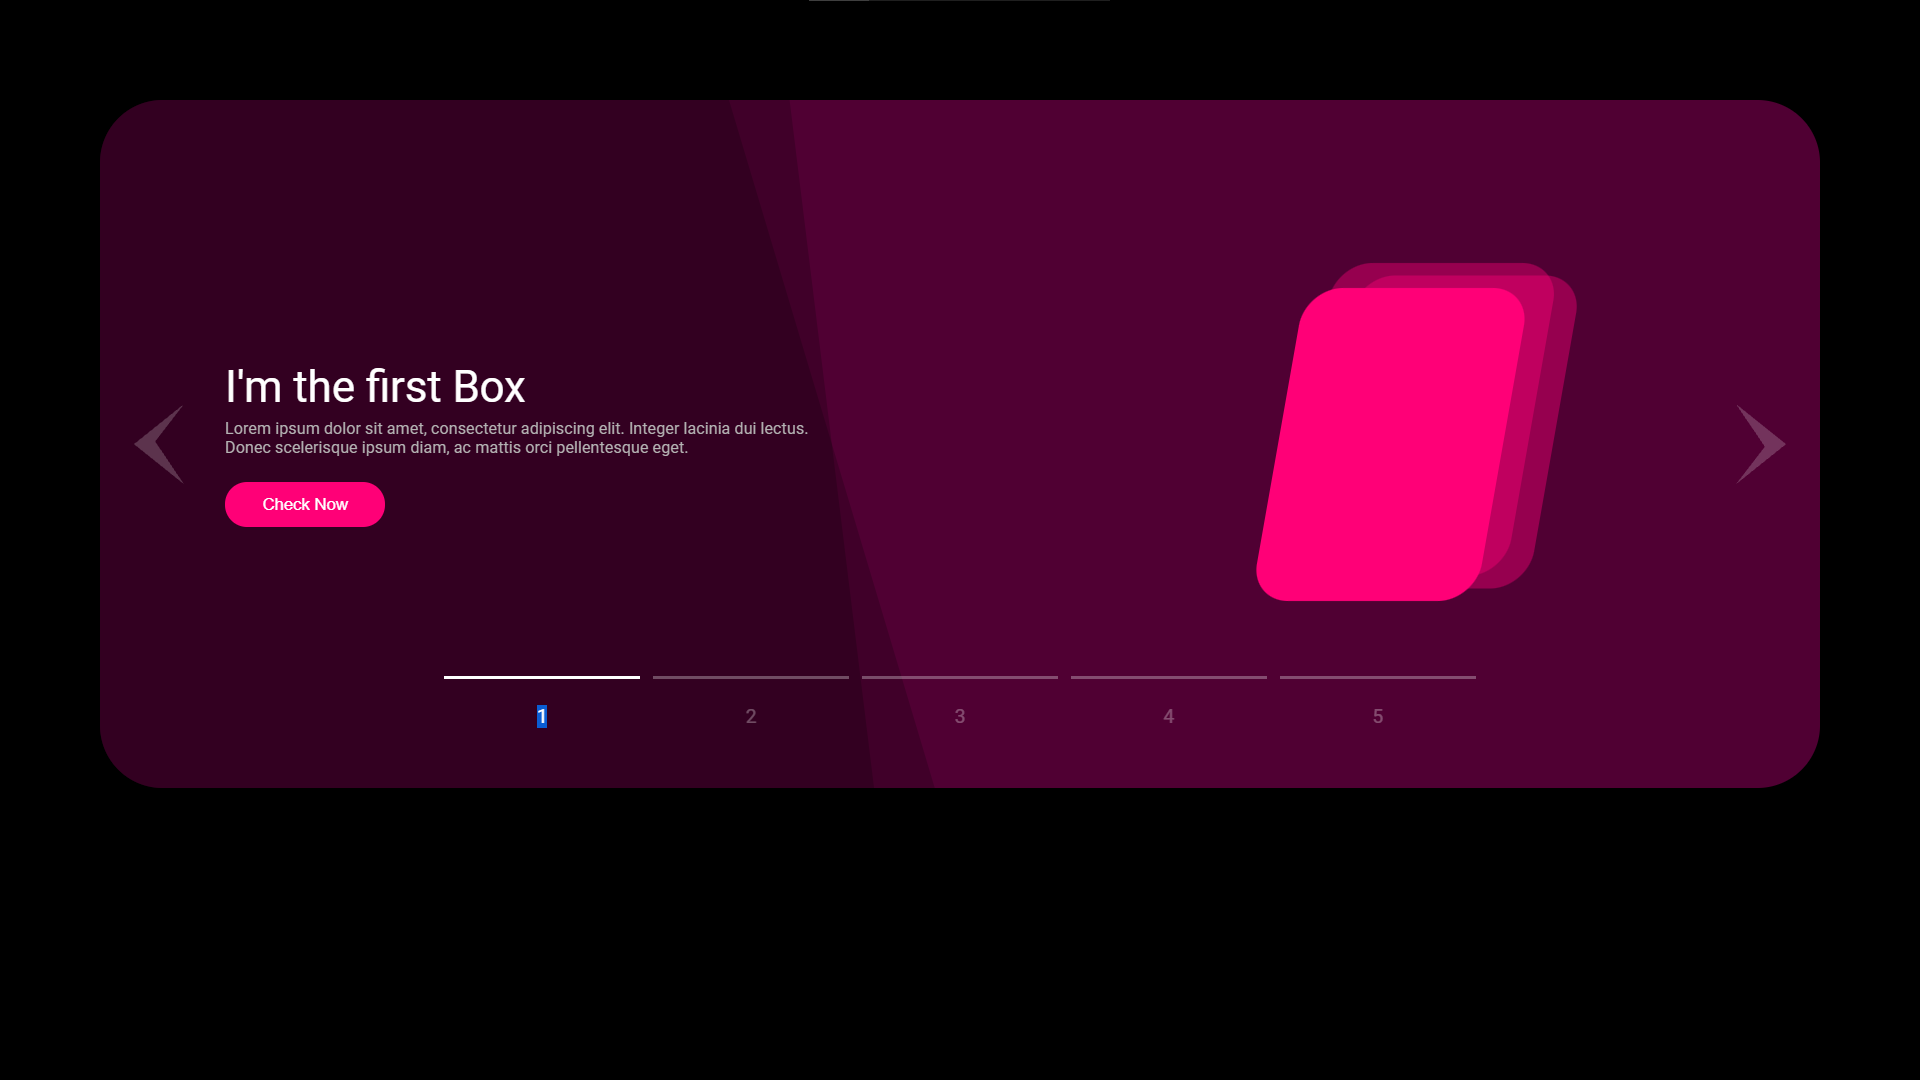 I'm the first Box
Lorem ipsum dolor sit amet, consectetur adipiscing elit. Integer lacinia dui lectus.
Donec scelerisque ipsum diam, ac mattis orci pellentesque eget.
Check Now
1 2 3 4 5